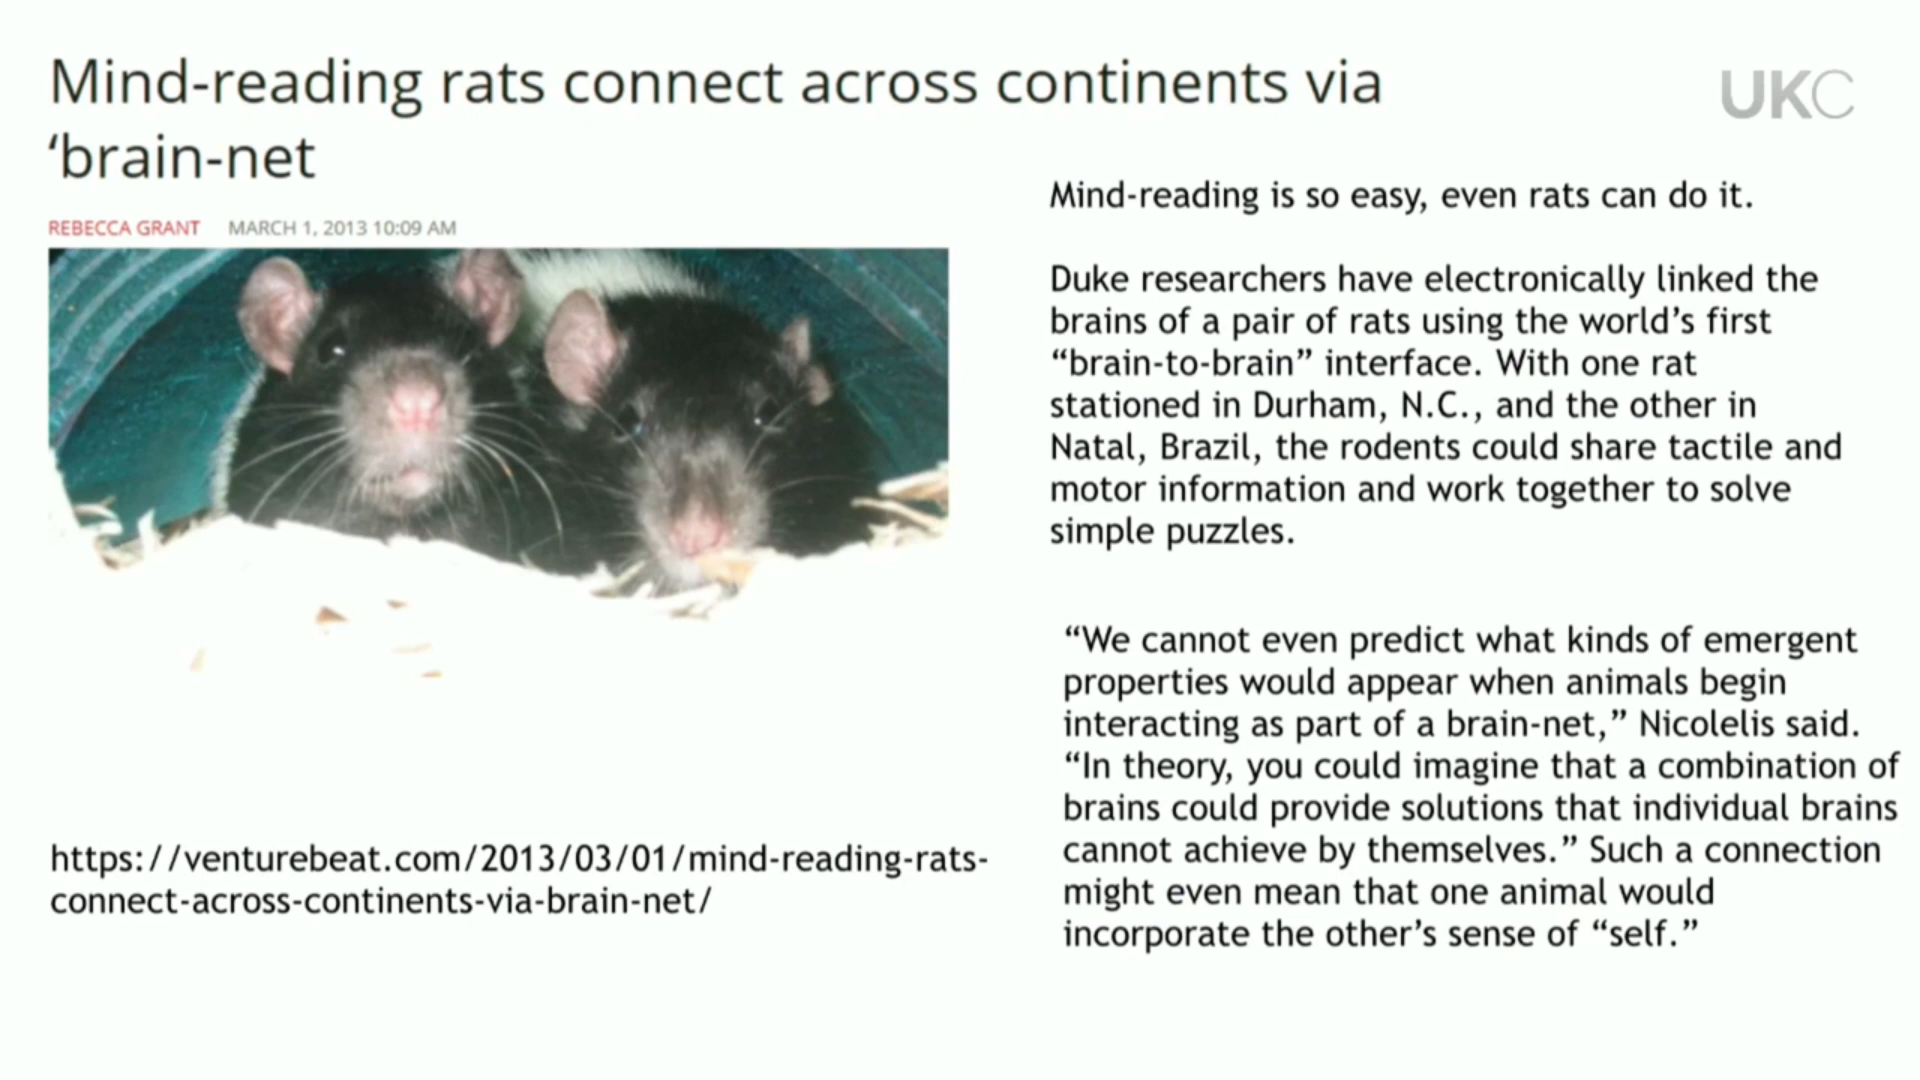 Mind-reading rats connect across continents via
‘brain-net
UKC
REBECCA GRANT MARCH 1, 2013 10:09 AM
Mind-reading is so easy, even rats can do it.
Duke researchers have electronically linked the
brains of a pair of rats using the world’s first
“brain-to-brain” interface. With one rat
stationed in Durham, N.C., and the other in
Natal, Brazil, the rodents could share tactile and
motor information and work together to solve
simple puzzles.
“We cannot even predict what kinds of emergent
properties would appear when animals begin
interacting as part of a brain-net,” Nicolelis said.
“In theory, you could imagine that a combination of
brains could provide solutions that individual brains
cannot achieve by themselves.” Such a connection
might even mean that one animal would
incorporate the other’s sense of “self.”
https://venturebeat.com/2013/03/01/mind-reading-rats-
connect-across-continents-via-brain-net/